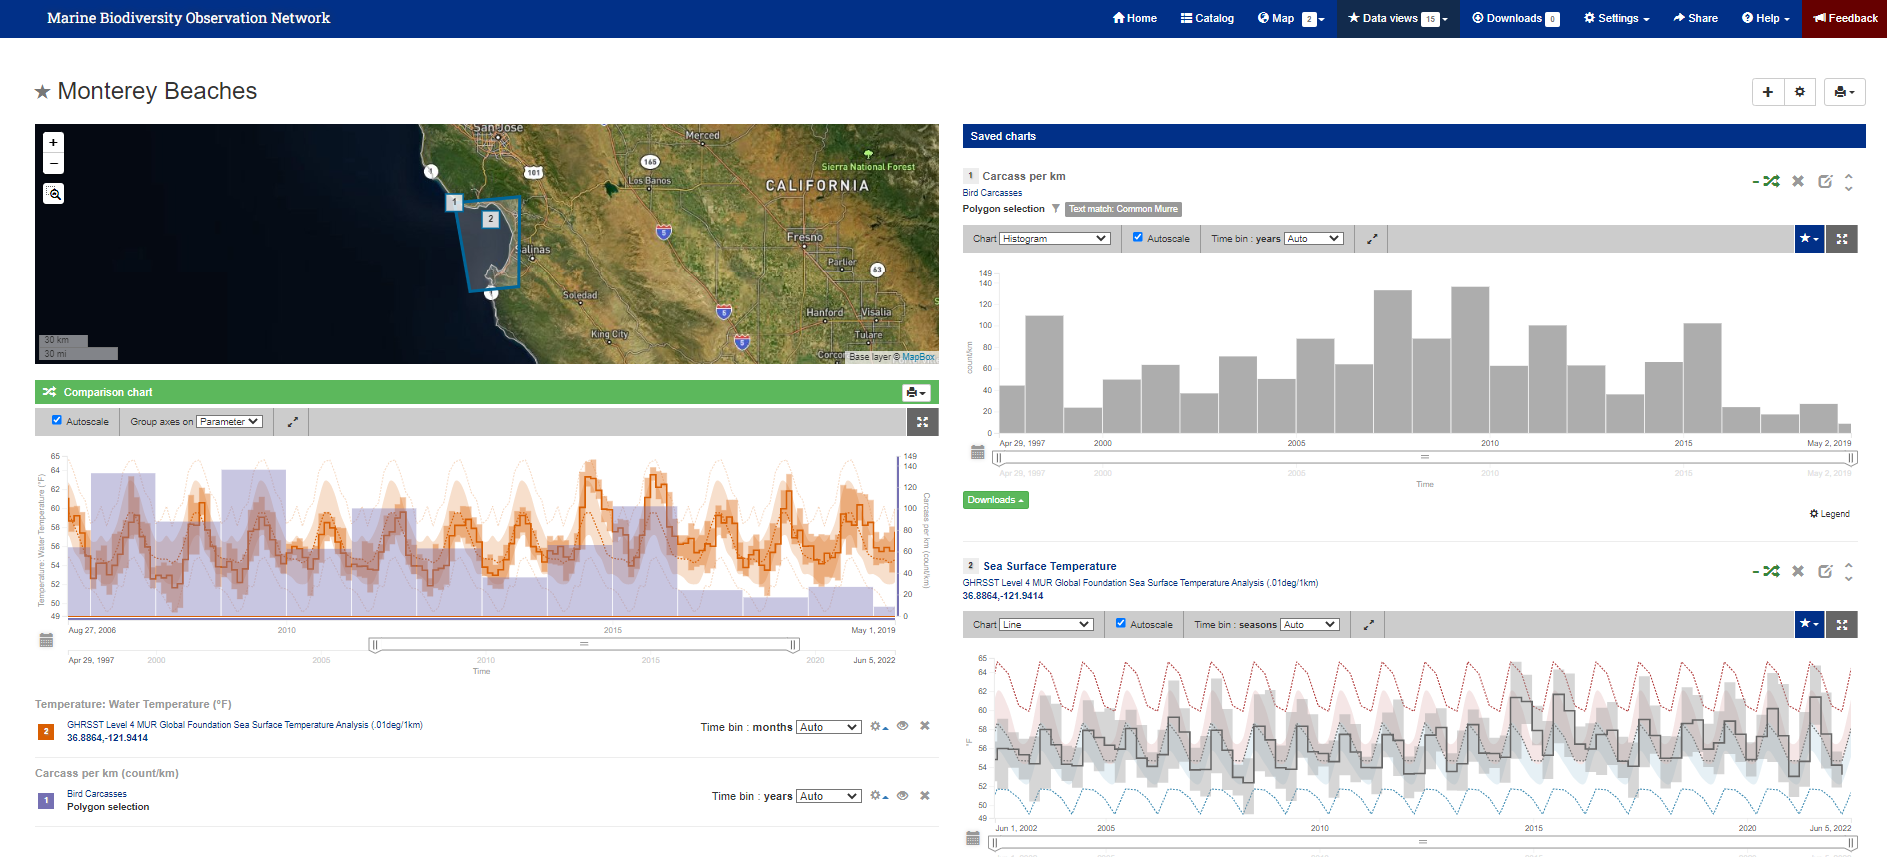 Marine Biodiversity Observation Network
Home
Catalog
Map 2
Data views 15
Downloads 0
Settings
Share
Help
Feedback
Monterey Beaches
+
−
San Jose
Merced
165
101
Los Banos
Sierra National Forest
CALIFORNIA
1
1
2
5
Salinas
Fresno
Parlier
63
1
Soledad
5
Hanford
Visalia
King City
5
Tulare
30 km
30 mi
Base layer © MapBox
Comparison chart
Autoscale
Group axes on Parameter
65
64
62
60
58
56
54
52
50
49
Temperature: Water Temperature (°F)
149
140
120
100
80
60
40
20
0
Carcass per km (count/km)
Aug 27, 2006
2010
2015
May 1, 2019
Apr 29, 1997
2000
2005
2010
2015
2020
Jun 5, 2022
Time
Temperature: Water Temperature (°F)
2
GHRSST Level 4 MUR Global Foundation Sea Surface Temperature Analysis (.01deg/1km)
36.8864,-121.9414
Time bin : months Auto
Carcass per km (count/km)
1
Bird Carcasses
Polygon selection
Time bin : years Auto
Saved charts
1 Carcass per km
Bird Carcasses
Polygon selection Text match: Common Murre
Chart Histogram
Autoscale
Time bin : years Auto
149
140
120
100
80
60
40
20
0
count/km
Apr 29, 1997
2000
2005
2010
2015
May 2, 2019
Apr 29, 1997
2000
2005
2010
2015
May 2, 2019
Time
Downloads
Legend
2 Sea Surface Temperature
GHRSST Level 4 MUR Global Foundation Sea Surface Temperature Analysis (.01deg/1km)
36.8864,-121.9414
Chart Line
Autoscale
Time bin : seasons Auto
65
64
62
60
58
56
54
52
50
49
°F
Jun 1, 2002
2005
2010
2015
2020
Jun 5, 2022